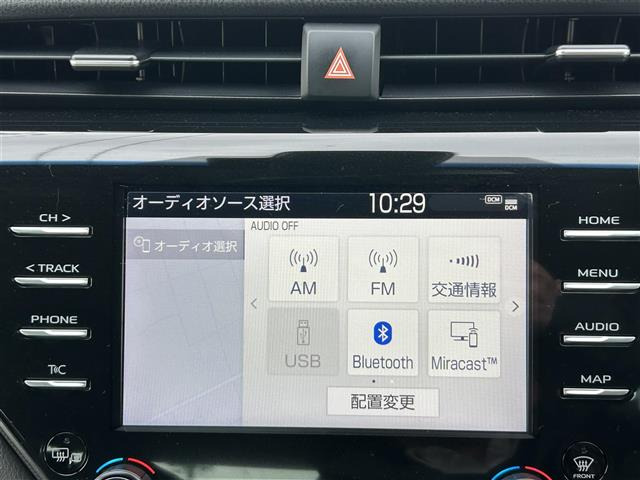 オーディオソース選択
10:29
DCM
DCM
AUDIO OFF
オーディオ選択
AM
FM
交通情報
USB
Bluetooth
Miracast™
配置変更
CH >
< TRACK
PHONE
TC
HOME
MENU
AUDIO
MAP
FRONT